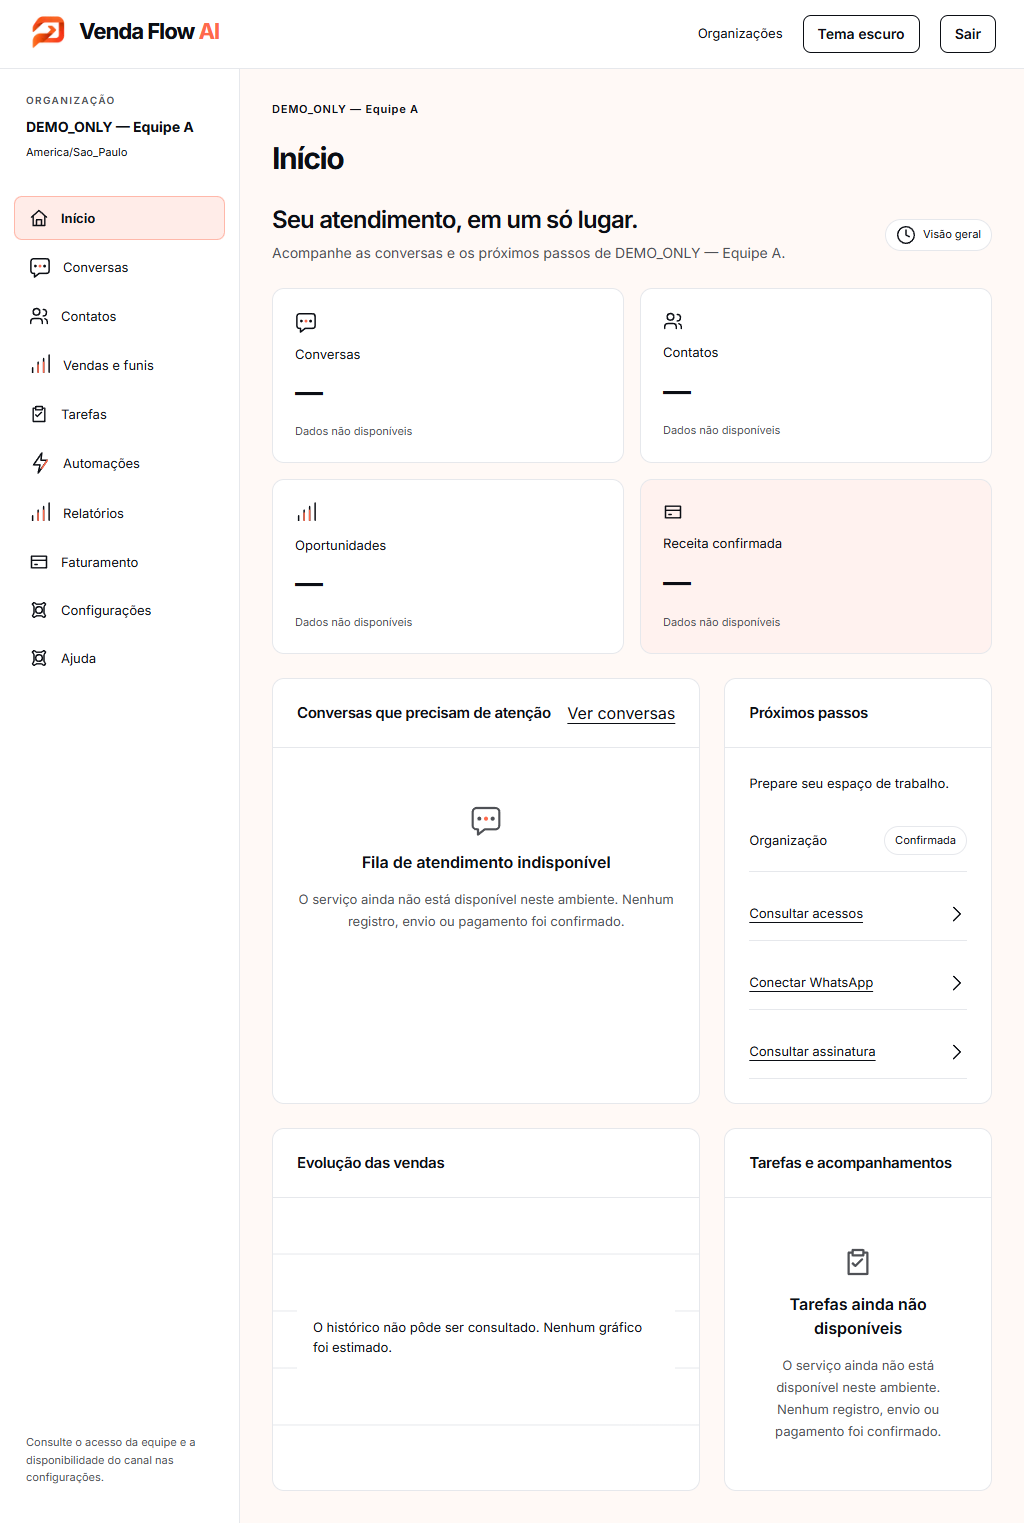 Venda Flow AI
Organizações
Tema escuro
Sair
ORGANIZAÇÃO
DEMO_ONLY — Equipe A
America/Sao_Paulo
Início
Conversas
Contatos
Vendas e funis
Tarefas
Automações
Relatórios
Faturamento
Configurações
Ajuda
Consulte o acesso da equipe e a
disponibilidade do canal nas
configurações.
DEMO_ONLY — Equipe A
Início
Seu atendimento, em um só lugar.
Acompanhe as conversas e os próximos passos de DEMO_ONLY — Equipe A.
Visão geral
Conversas
—
Dados não disponíveis
Contatos
—
Dados não disponíveis
Oportunidades
—
Dados não disponíveis
Receita confirmada
—
Dados não disponíveis
Conversas que precisam de atenção
Ver conversas
Fila de atendimento indisponível
O serviço ainda não está disponível neste ambiente. Nenhum
registro, envio ou pagamento foi confirmado.
Próximos passos
Prepare seu espaço de trabalho.
Organização
Confirmada
Consultar acessos
Conectar WhatsApp
Consultar assinatura
Evolução das vendas
O histórico não pôde ser consultado. Nenhum gráfico
foi estimado.
Tarefas e acompanhamentos
Tarefas ainda não
disponíveis
O serviço ainda não está
disponível neste ambiente.
Nenhum registro, envio ou
pagamento foi confirmado.